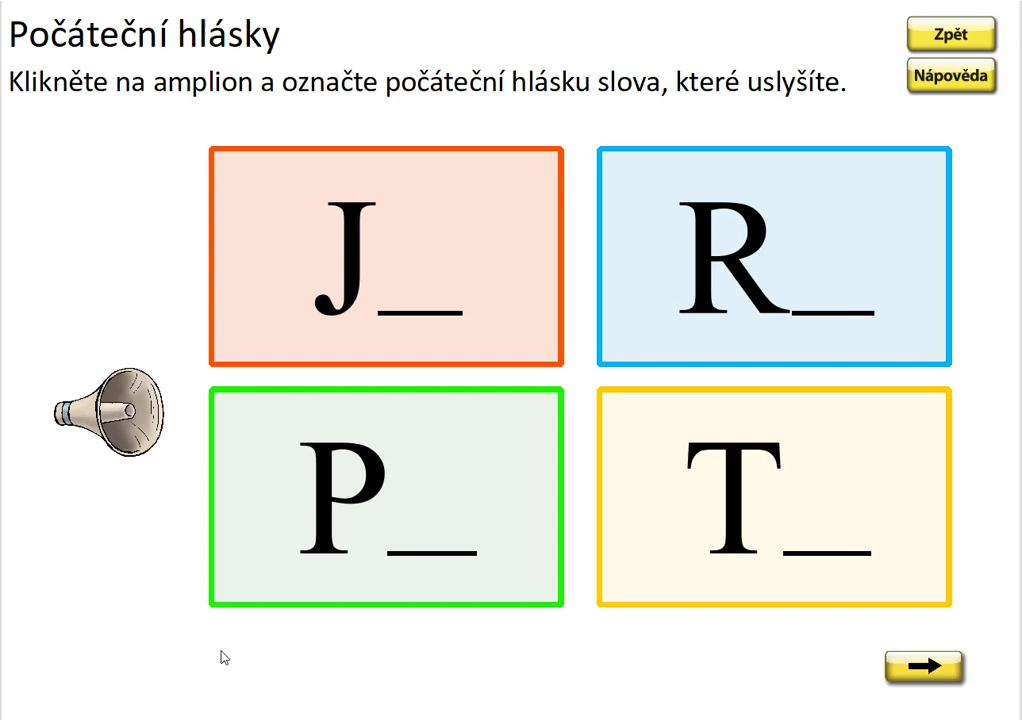 Počáteční hlásky
Zpět
Klikněte na amplion a označte počáteční hlásku slova, které uslyšíte.
Nápověda
J_
R_
P_
T_